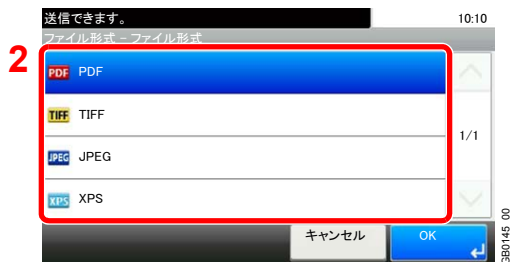 送信できます。 10:10
ファイル形式 - ファイル形式
2
PDF PDF
TIFF TIFF
1/1
JPEG JPEG
XPS XPS
キャンセル OK
GB0145 00